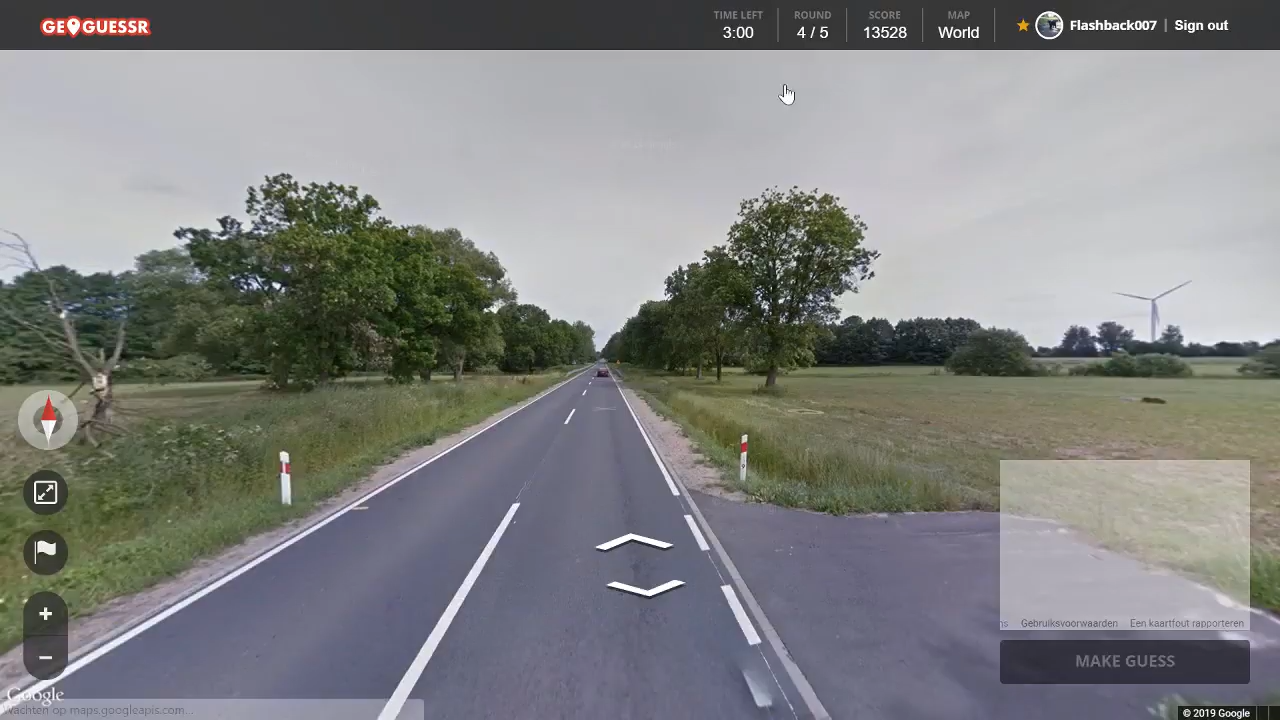 GEOGUESSR
TIME LEFT
3:00
ROUND
4 / 5
SCORE
13528
MAP
World
Flashback007 | Sign out
Gebruiksvoorwaarden
Een kaartfout rapporteren
MAKE GUESS
Google
Wachten op maps.googleapis.com...
© 2019 Google